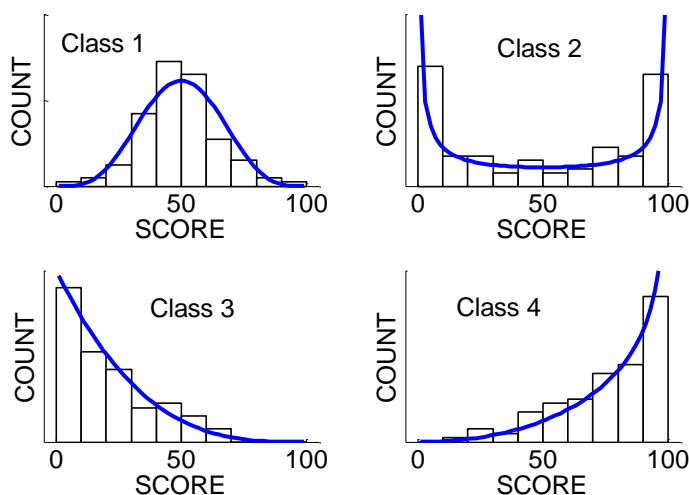 Class 1
COUNT
0 50 100
SCORE
Class 2
COUNT
0 50 100
SCORE
Class 3
COUNT
0 50 100
SCORE
Class 4
COUNT
0 50 100
SCORE